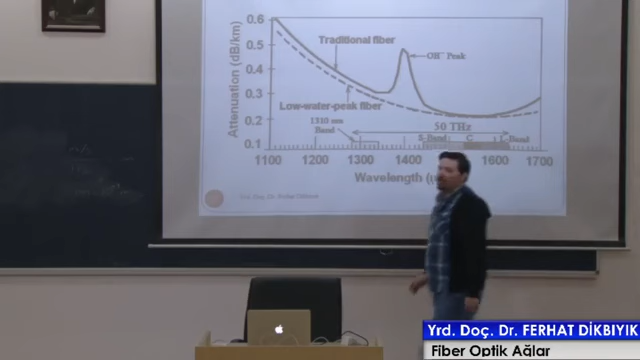 0.6
0.5
0.4
0.3
0.2
0.1
Attenuation (dB/km)
Traditional fiber
OH⁻ Peak
Low-water-peak fiber
1310 nm
Band
50 THz
S-Band
C
L-Band
1100 1200 1300 1400 1600 1700
Wavelength
Yrd. Doç. Dr. FERHAT DİKBIYIK
Fiber Optik Ağlar